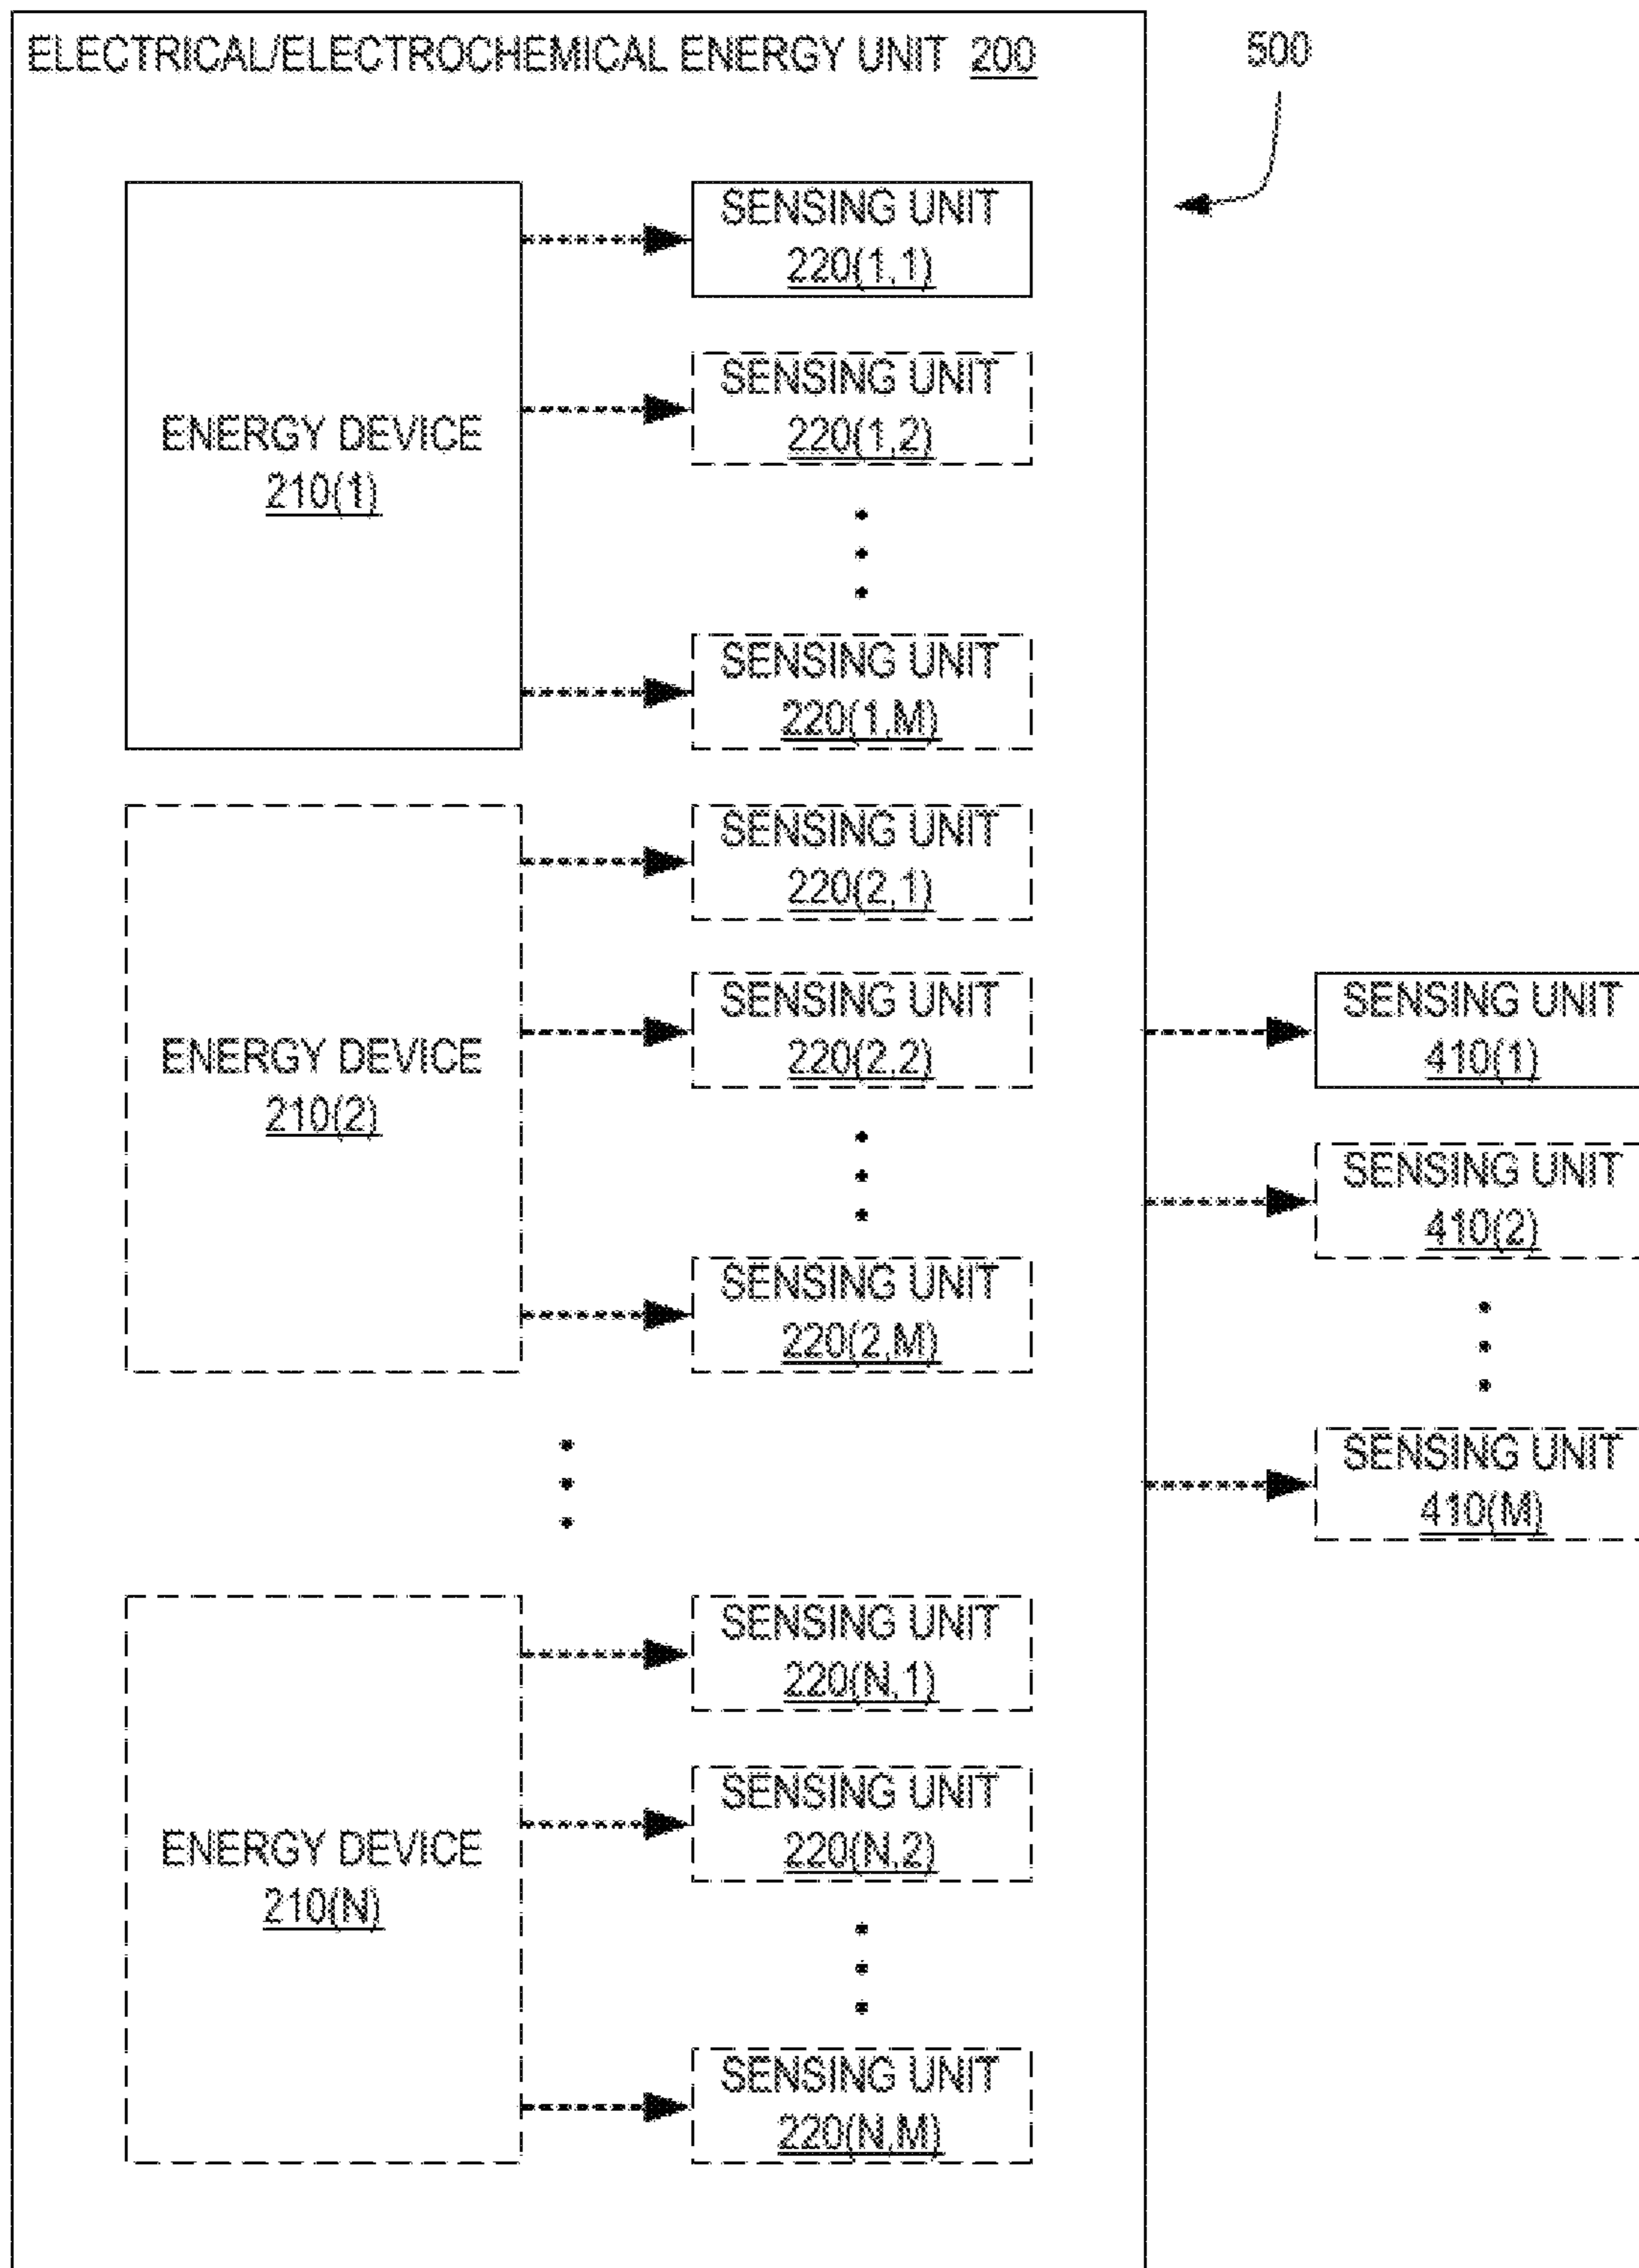 ELECTRICAL/ELECTROCHEMICAL ENERGY UNIT 200
500
ENERGY DEVICE
210(1)
SENSING UNIT
220(1,1)
SENSING UNIT
220(1,2)
SENSING UNIT
220(1,M)
ENERGY DEVICE
210(2)
SENSING UNIT
220(2,1)
SENSING UNIT
220(2,2)
SENSING UNIT
220(2,M)
ENERGY DEVICE
210(N)
SENSING UNIT
220(N,1)
SENSING UNIT
220(N,2)
SENSING UNIT
220(N,M)
SENSING UNIT
410(1)
SENSING UNIT
410(2)
SENSING UNIT
410(M)